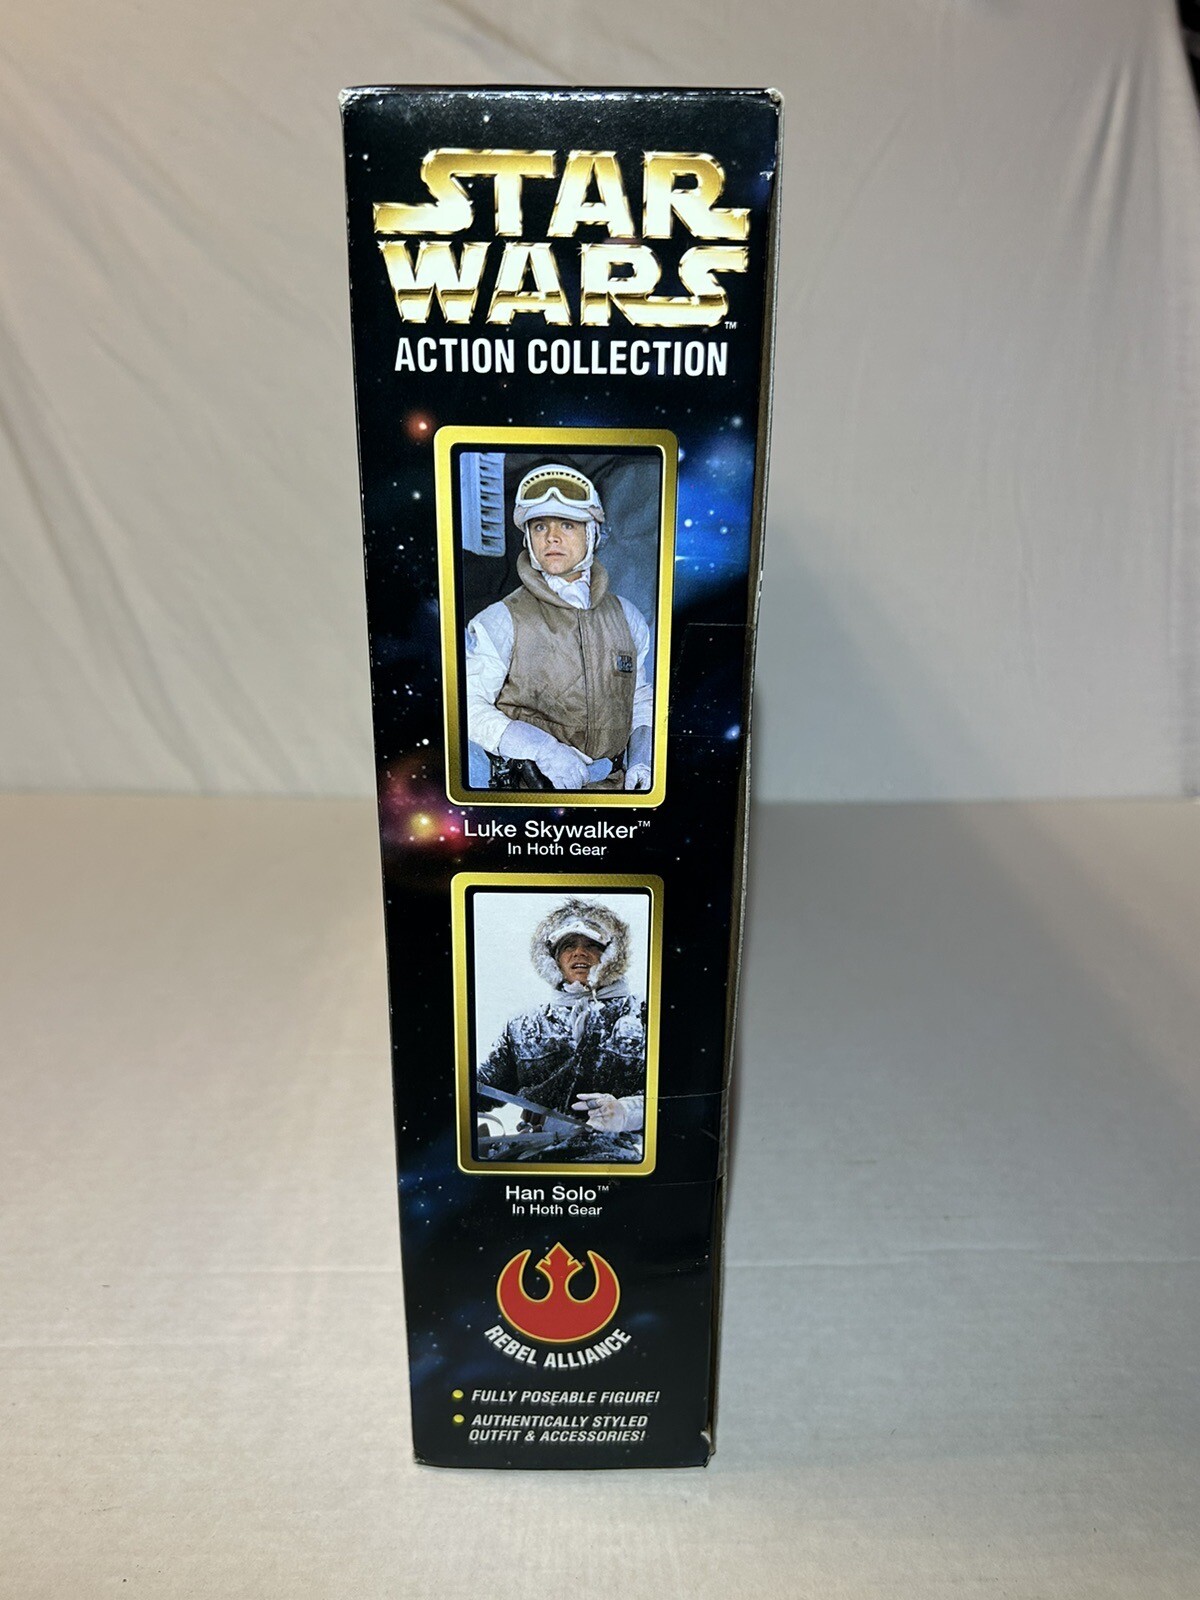 STAR
WARS™
ACTION COLLECTION
Luke Skywalker™
In Hoth Gear
Han Solo™
In Hoth Gear
REBEL ALLIANCE
FULLY POSEABLE FIGURE!
AUTHENTICALLY STYLED
OUTFIT & ACCESSORIES!